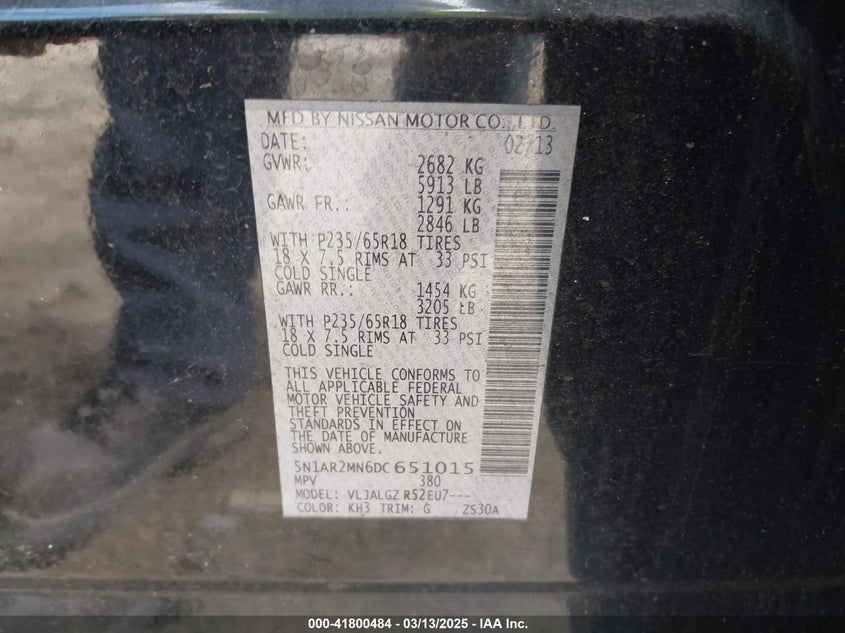 MFD BY NISSAN MOTOR CO., LTD.
DATE: 02/13
GVWR: 2682 KG
5913 LB
GAWR FR.: 1291 KG
2846 LB
WITH P235/65R18 TIRES
18 X 7.5 RIMS AT 33 PSI
COLD SINGLE
GAWR RR.: 1454 KG
3205 LB
WITH P235/65R18 TIRES
18 X 7.5 RIMS AT 33 PSI
COLD SINGLE
THIS VEHICLE CONFORMS TO
ALL APPLICABLE FEDERAL
MOTOR VEHICLE SAFETY AND
THEFT PREVENTION
STANDARDS IN EFFECT ON
THE DATE OF MANUFACTURE
SHOWN ABOVE.
5N1AR2MN6DC651015
MPV 380
MODEL: VLJALGZ R52EU7---
COLOR: KH3 TRIM: G ZS30A
000-41800484 - 03/13/2025 - IAA Inc.